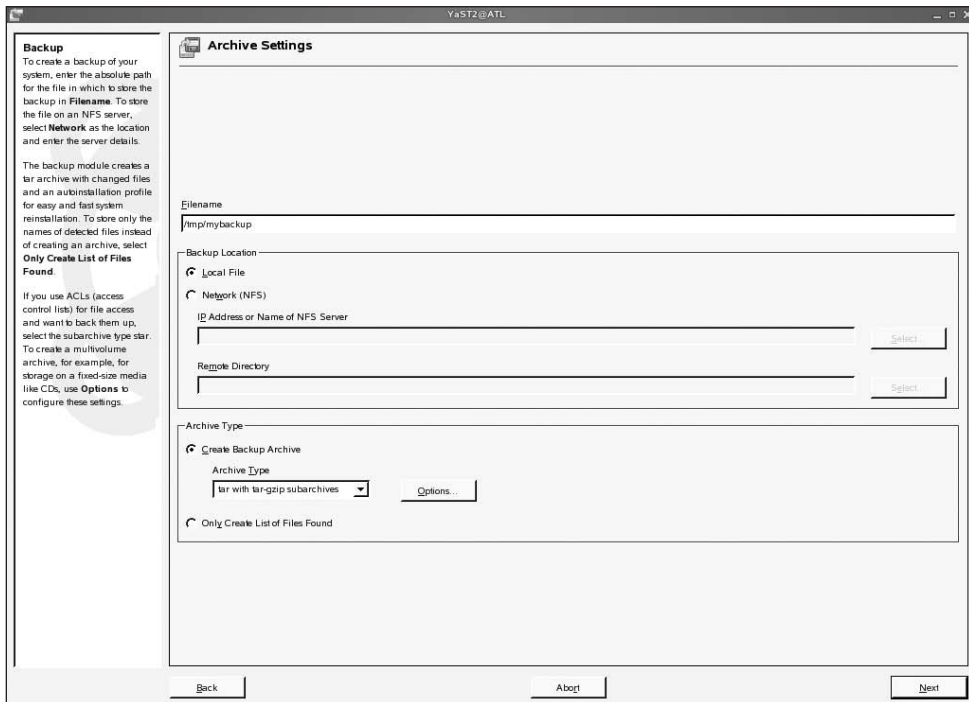 YaST2@ATL
Backup
To create a backup of your
system, enter the absolute path
for the file in which to store the
backup in Filename. To store
the file on an NFS server,
select Network as the location
and enter the server details.
The backup module creates a
tar archive with changed files
and an autoinstallation profile
for easy and fast system
reinstallation. To store only the
names of detected files instead
of creating an archive, select
Only Create List of Files
Found.
If you use ACLs (access
control lists) for file access
and want to back them up,
select the subarchive type star.
To create a multivolume
archive, for example, for
storage on a fixed-size media
like CDs, use Options to
configure these settings.
Archive Settings
Filename
/tmp/mybackup
Backup Location
Local File
Network (NFS)
IP Address or Name of NFS Server
Select...
Remote Directory
Select...
Archive Type
Create Backup Archive
Archive Type
tar with tar-gzip subarchives
Options...
Only Create List of Files Found
Back
Abort
Next